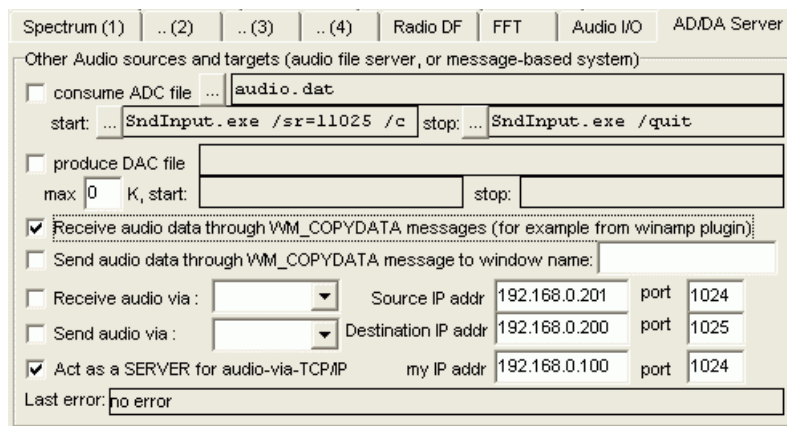 Spectrum (1) .. (2) .. (3) .. (4) Radio DF FFT Audio I/O AD/DA Server
Other Audio sources and targets (audio file server, or message-based system)
consume ADC file ... audio.dat
start: ... SndInput.exe /sr=11025 /c stop: ... SndInput.exe /quit
produce DAC file
max 0 K, start: stop:
Receive audio data through WM_COPYDATA messages (for example from winamp plugin)
Send audio data through WM_COPYDATA message to window name:
Receive audio via : Source IP addr 192.168.0.201 port 1024
Send audio via : Destination IP addr 192.168.0.200 port 1025
Act as a SERVER for audio-via-TCP/IP my IP addr 192.168.0.100 port 1024
Last error: no error